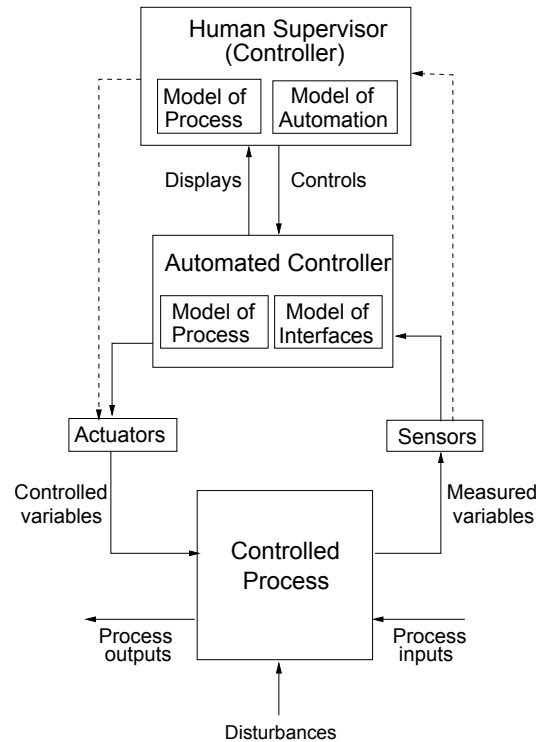 Human Supervisor
(Controller)
Model of
Process
Model of
Automation
Displays
Controls
Automated Controller
Model of
Process
Model of
Interfaces
Actuators
Sensors
Controlled
variables
Measured
variables
Controlled
Process
Process
outputs
Process
inputs
Disturbances